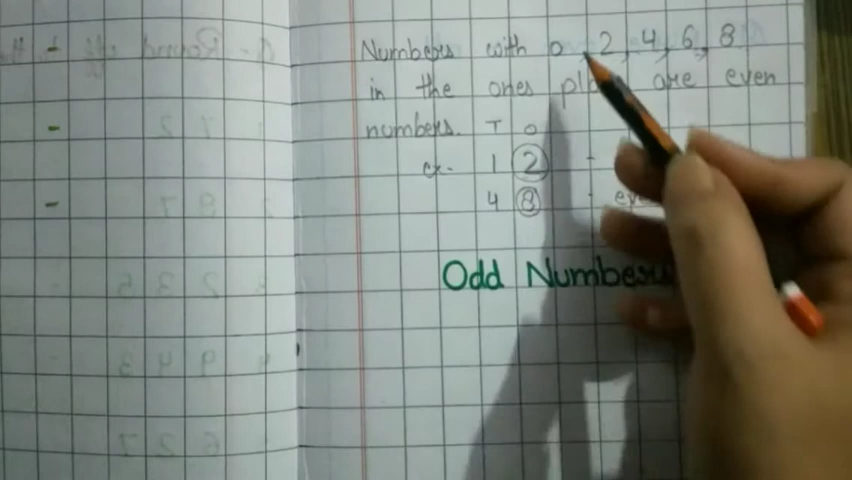 Numbers with 0, 2, 4, 6, 8
in the ones are even
numbers. T O
ex- 1 2 -
4 8 -
Odd Numbers